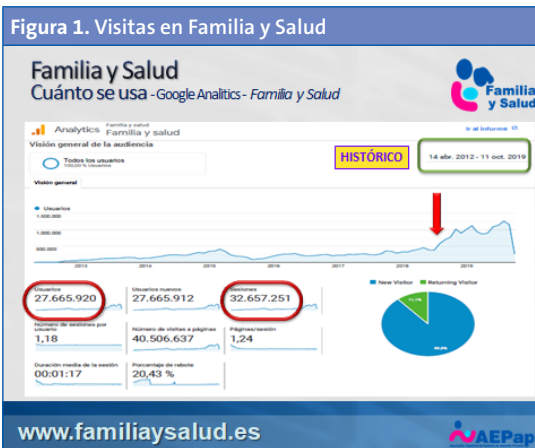 Figura 1. Visitas en Familia y Salud
Familia y Salud
Cuánto se usa - Google Analitics - Familia y Salud
Familia
y Salud
Analytics
Familia y salud
Familia y salud
Ir al informe
Visión general de la audiencia
Todos los usuarios
100,00 % Usuarios
HISTÓRICO
14 abr. 2012 - 11 oct. 2019
Visión general
Usuarios
1.500.000
1.000.000
500.000
2013 2014 2015 2016 2017 2018 2019
Usuarios
27.665.920
Usuarios nuevos
27.665.912
Sesiones
32.657.251
New Visitor Returning Visitor
Número de sesiones por
usuario
1,18
Número de visitas a páginas
40.506.637
Páginas/sesión
1,24
Duración media de la sesión
00:01:17
Porcentaje de rebote
20,43 %
www.familiaysalud.es
AEPap